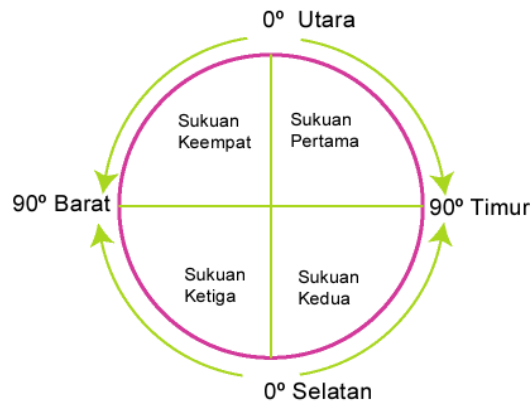 0º Utara
Sukuan
Keempat
Sukuan
Pertama
90º Barat
90º Timur
Sukuan
Ketiga
Sukuan
Kedua
0º Selatan